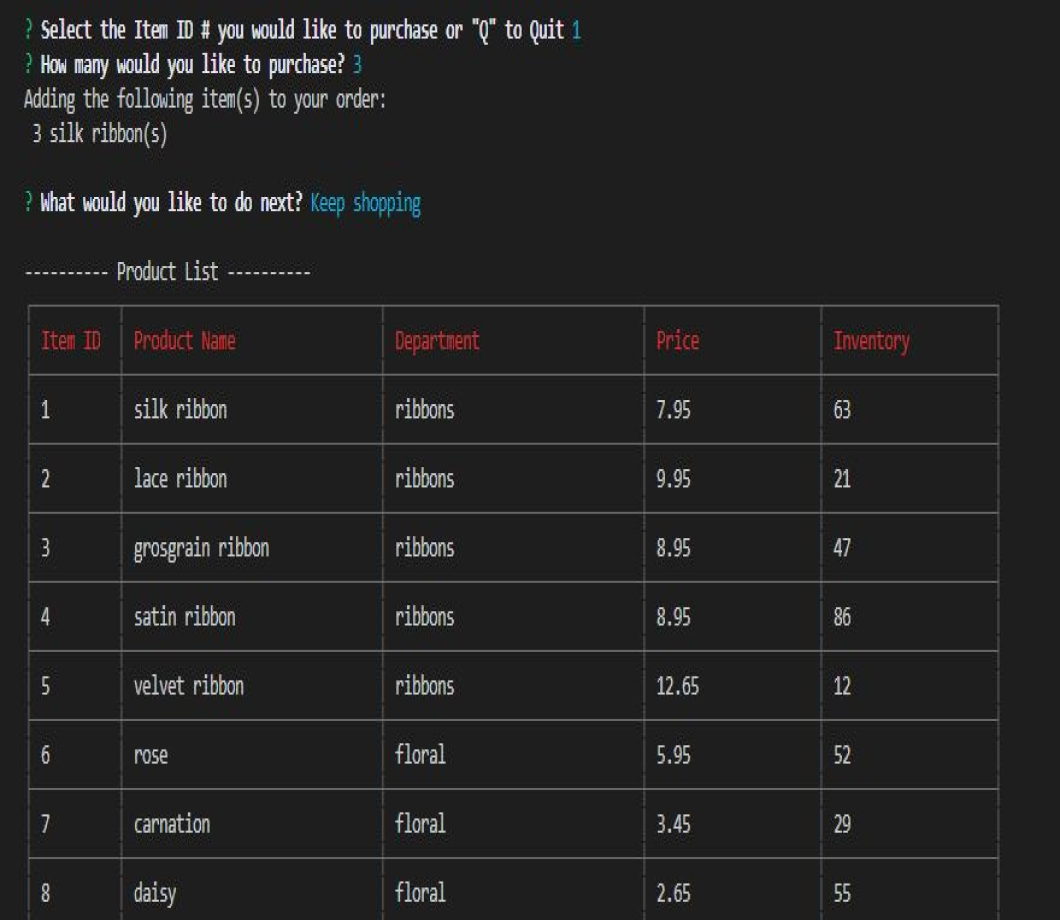 ? Select the Item ID # you would like to purchase or "Q" to Quit 1
? How many would you like to purchase? 3
Adding the following item(s) to your order:
3 silk ribbon(s)
? What would you like to do next? Keep shopping
---------- Product List ----------
Item ID Product Name Department Price Inventory
1 silk ribbon ribbons 7.95 63
2 lace ribbon ribbons 9.95 21
3 grosgrain ribbon ribbons 8.95 47
4 satin ribbon ribbons 8.95 86
5 velvet ribbon ribbons 12.65 12
6 rose floral 5.95 52
7 carnation floral 3.45 29
8 daisy floral 2.65 55